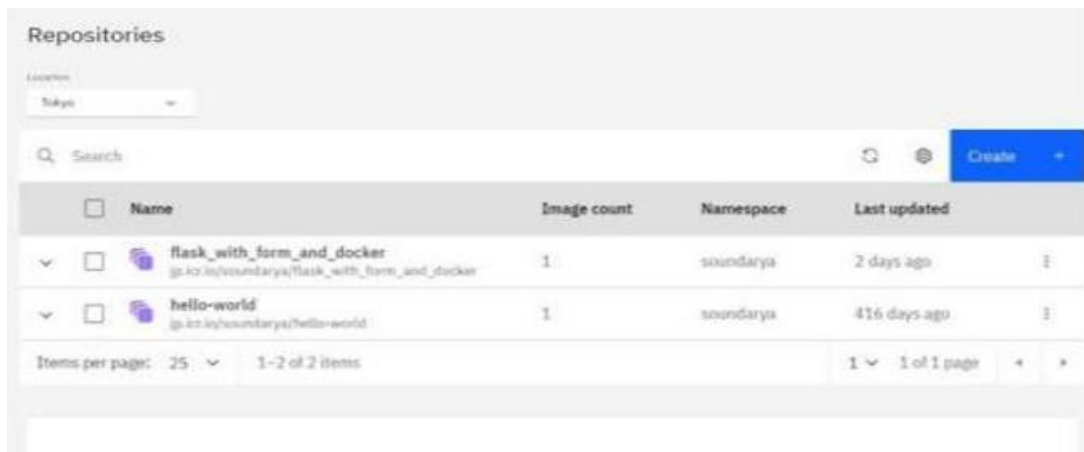 Repositories
Location
Tokyo
Search
Create +
Name Image count Namespace Last updated
flask_with_form_and_docker 1 soundarya 2 days ago
jp.icr.io/soundarya/flask_with_form_and_docker
hello-world 1 soundarya 416 days ago
jp.icr.io/soundarya/hello-world
Items per page: 25 1–2 of 2 items 1 1 of 1 page